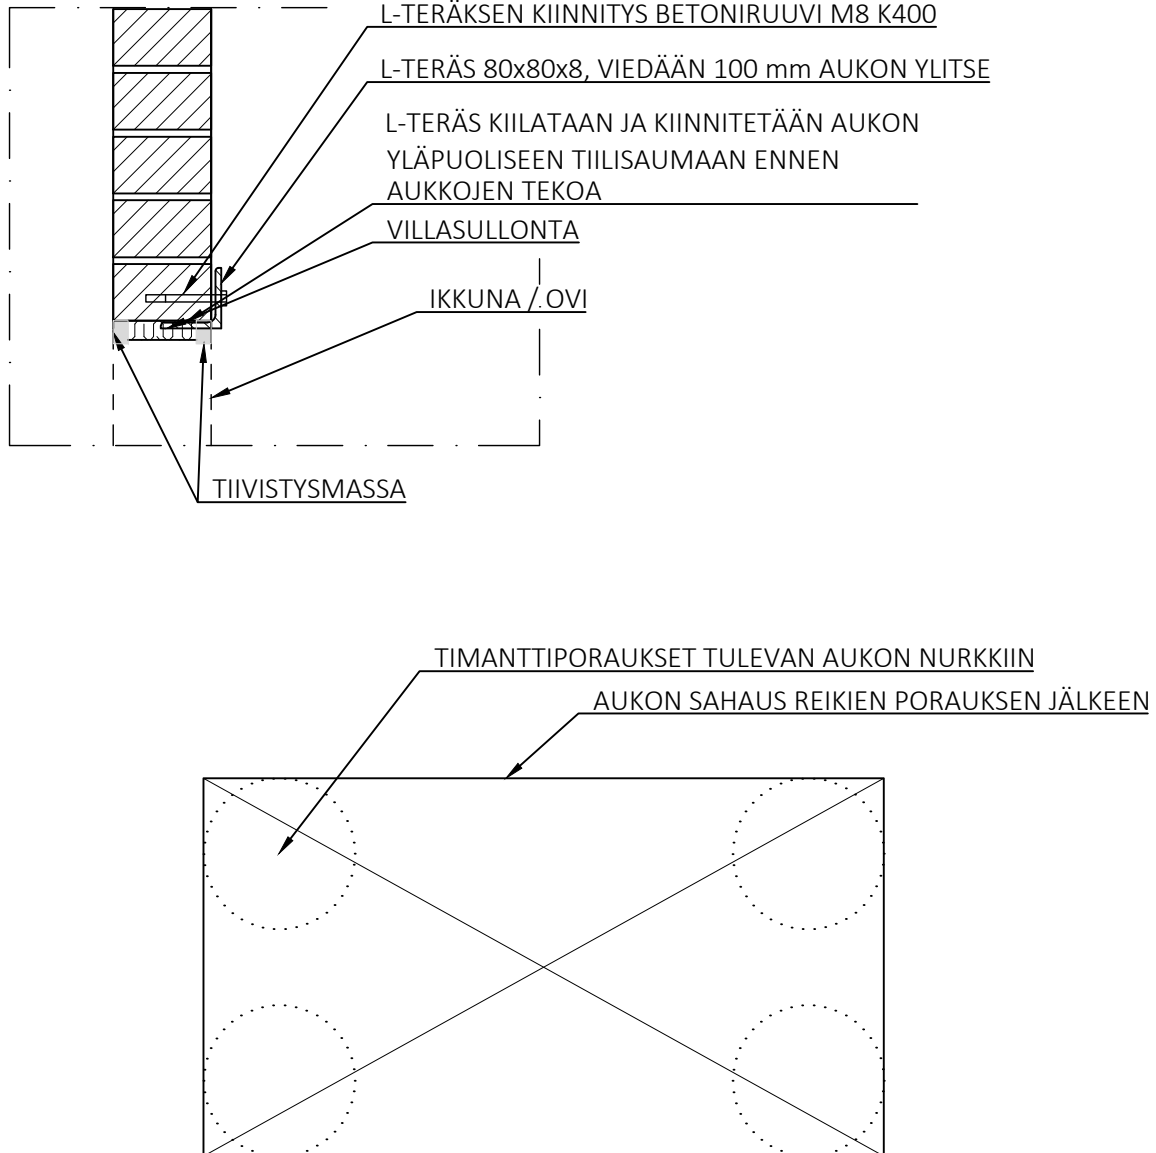 L-TERÄKSEN KIINNITYS BETONIRUUVI M8 K400
L-TERÄS 80x80x8, VIEDÄÄN 100 mm AUKON YLITSE
L-TERÄS KIILATAAN JA KIINNITETÄÄN AUKON
YLÄPUOLISEEN TIILISAUMAAN ENNEN
AUKKOJEN TEKOA
VILLASULLONTA
IKKUNA / OVI
TIIVISTYSMASSA
TIMANTTIPORAUKSET TULEVAN AUKON NURKKIIN
AUKON SAHAUS REIKIEN PORAUKSEN JÄLKEEN